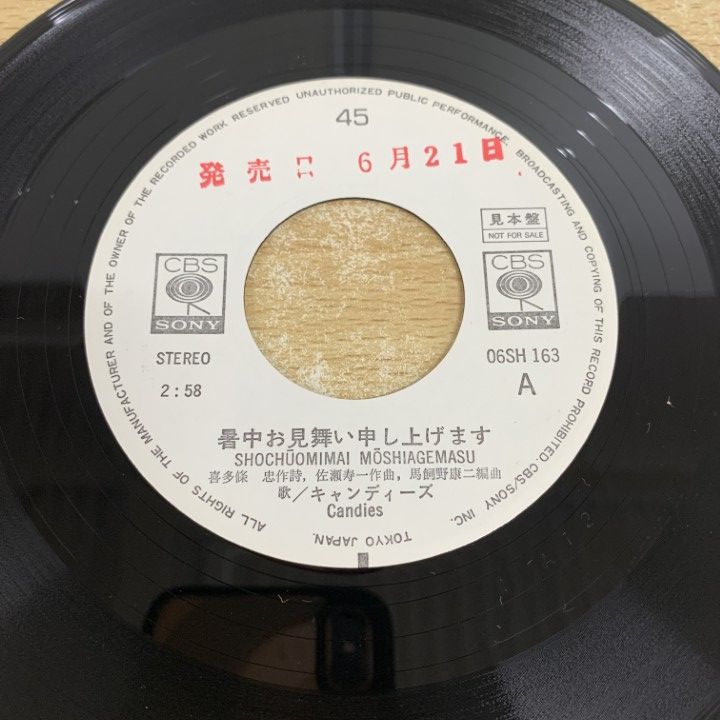 45
発売日 6月21日
見本盤
NOT FOR SALE
CBS
SONY
CBS
SONY
STEREO
2:58
06SH 163
A
暑中お見舞い申し上げます
SHOCHŪOMIMAI MŌSHIAGEMASU
喜多條 忠作詩, 佐瀬寿一作曲, 馬飼野康二編曲
歌/キャンディーズ
Candies
ALL RIGHTS OF THE MANUFACTURER AND OF THE OWNER OF THE RECORDED WORK RESERVED UNAUTHORIZED PUBLIC PERFORMANCE, BROADCASTING AND COPYING OF THIS RECORD PROHIBITED. CBS/SONY INC.
TOKYO JAPAN.